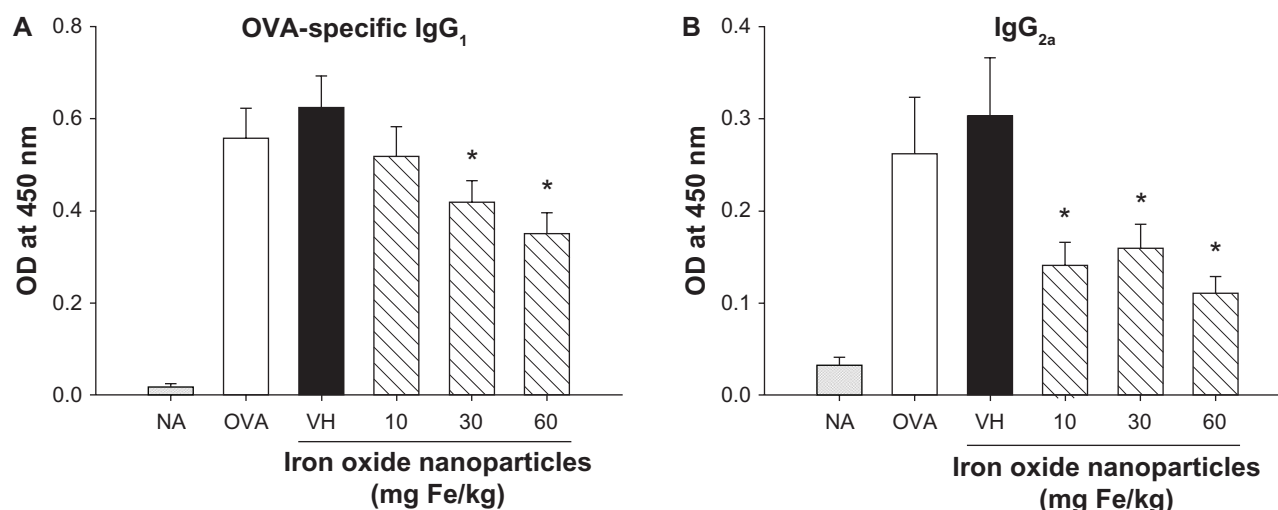 A
OVA-specific IgG1
OD at 450 nm
0.8
0.6
0.4
0.2
0.0
*
*
NA OVA VH 10 30 60
Iron oxide nanoparticles
(mg Fe/kg)
B
IgG2a
OD at 450 nm
0.4
0.3
0.2
0.1
0.0
*
*
*
NA OVA VH 10 30 60
Iron oxide nanoparticles
(mg Fe/kg)